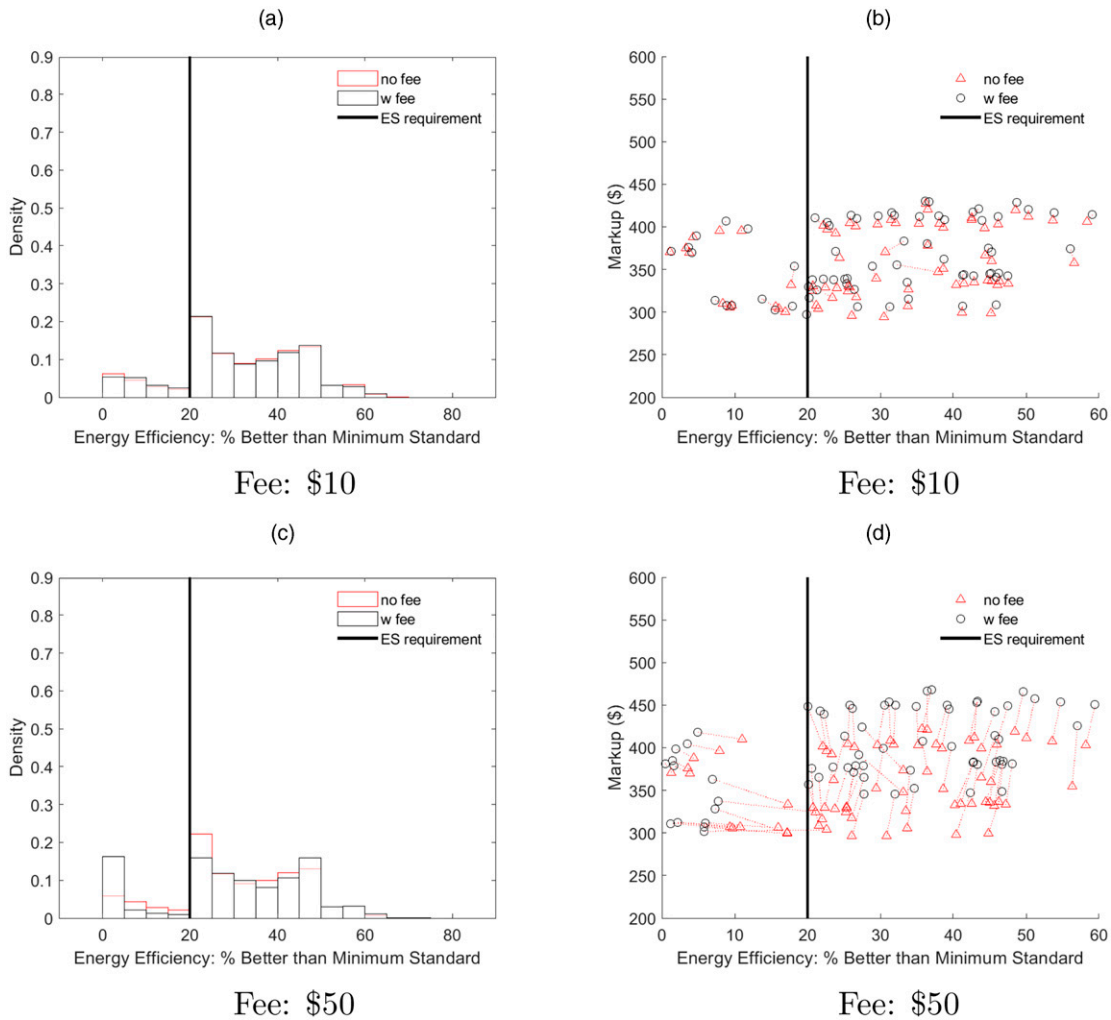 (a)
0.9
0.8
0.7
0.6
0.5
0.4
0.3
0.2
0.1
0
Density
no fee
w fee
ES requirement
0 20 40 60 80
Energy Efficiency: % Better than Minimum Standard
Fee: $10
(b)
600
550
500
450
400
350
300
250
200
Markup ($)
no fee
w fee
ES requirement
0 10 20 30 40 50 60
Energy Efficiency: % Better than Minimum Standard
Fee: $10
(c)
0.9
0.8
0.7
0.6
0.5
0.4
0.3
0.2
0.1
0
Density
no fee
w fee
ES requirement
0 20 40 60 80
Energy Efficiency: % Better than Minimum Standard
Fee: $50
(d)
600
550
500
450
400
350
300
250
200
Markup ($)
no fee
w fee
ES requirement
0 10 20 30 40 50 60
Energy Efficiency: % Better than Minimum Standard
Fee: $50